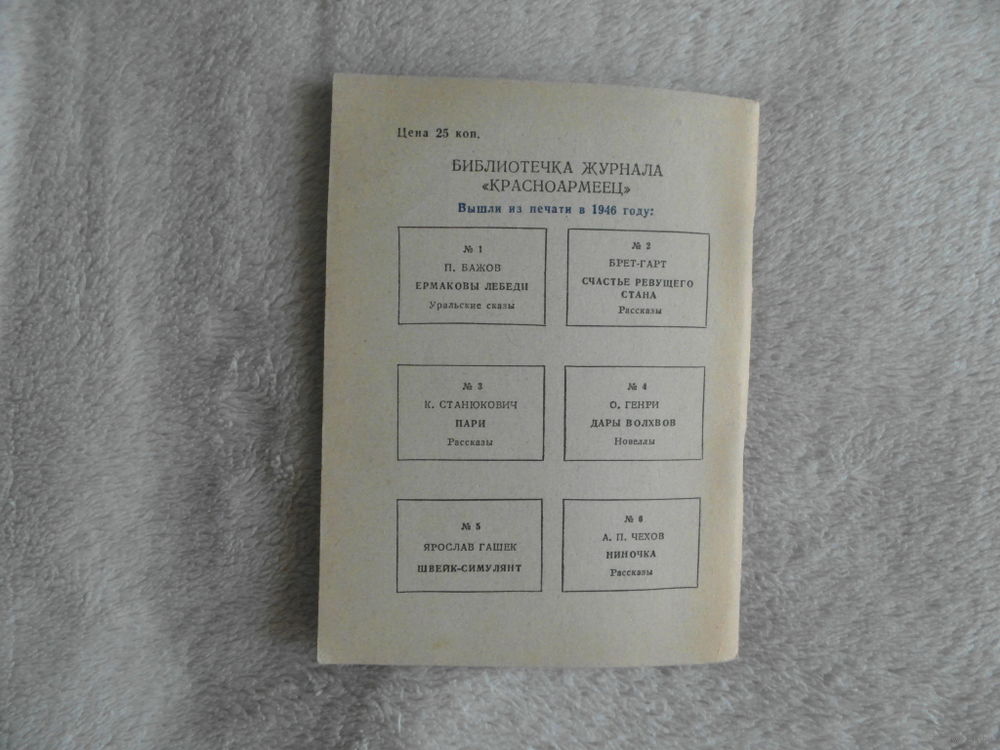 Цена 25 коп.
БИБЛИОТЕЧКА ЖУРНАЛА
«КРАСНОАРМЕЕЦ»
Вышли из печати в 1946 году:
№ 1
П. БАЖОВ
ЕРМАКОВЫ ЛЕБЕДИ
Уральские сказы
№ 2
БРЕТ-ГАРТ
СЧАСТЬЕ РЕВУЩЕГО
СТАНА
Рассказы
№ 3
К. СТАНЮКОВИЧ
ПАРИ
Рассказы
№ 4
О. ГЕНРИ
ДАРЫ ВОЛХВОВ
Новеллы
№ 5
ЯРОСЛАВ ГАШЕК
ШВЕЙК-СИМУЛЯНТ
№ 6
А. П. ЧЕХОВ
НИНОЧКА
Рассказы